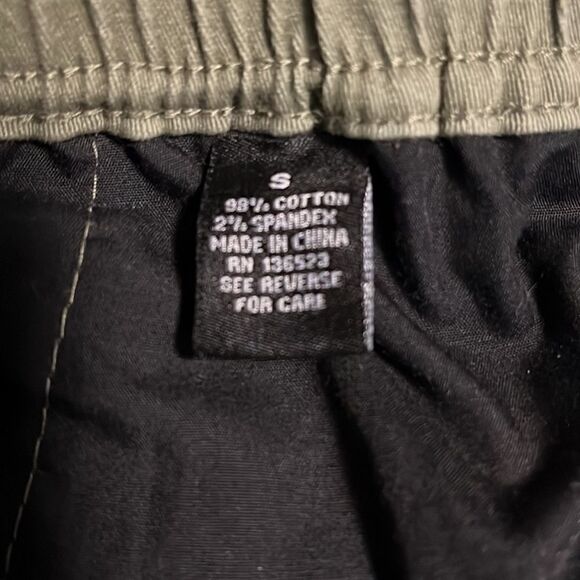 S
98% COTTON
2% SPANDEX
MADE IN CHINA
RN 136523
SEE REVERSE
FOR CARE